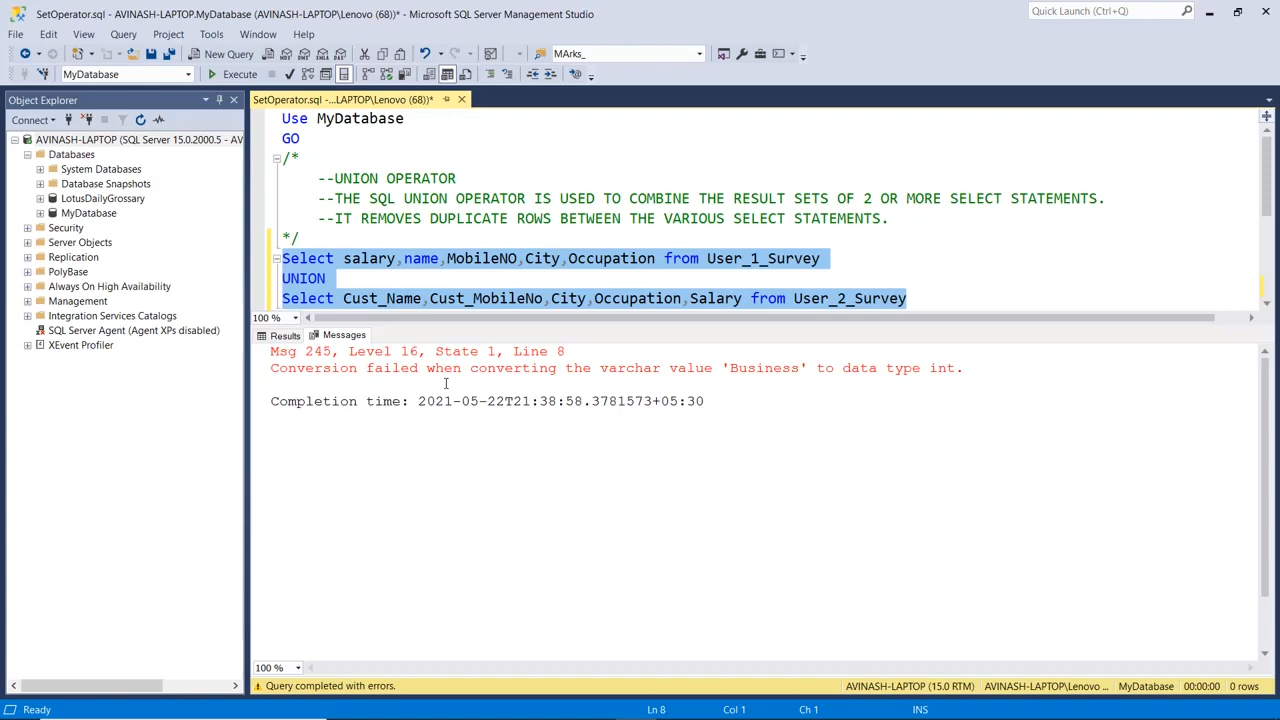 SetOperator.sql - AVINASH-LAPTOP.MyDatabase (AVINASH-LAPTOP\Lenovo (68))* - Microsoft SQL Server Management Studio
Quick Launch (Ctrl+Q)
File Edit View Query Project Tools Window Help
New Query
MArks_
MyDatabase
Execute
Object Explorer
SetOperator.sql -...LAPTOP\Lenovo (68))*
Connect
AVINASH-LAPTOP (SQL Server 15.0.2000.5 - AV
Databases
System Databases
Database Snapshots
LotusDailyGrossary
MyDatabase
Security
Server Objects
Replication
PolyBase
Always On High Availability
Management
Integration Services Catalogs
SQL Server Agent (Agent XPs disabled)
XEvent Profiler
Use MyDatabase
GO
/*
--UNION OPERATOR
--THE SQL UNION OPERATOR IS USED TO COMBINE THE RESULT SETS OF 2 OR MORE SELECT STATEMENTS.
--IT REMOVES DUPLICATE ROWS BETWEEN THE VARIOUS SELECT STATEMENTS.
*/
Select salary,name,MobileNO,City,Occupation from User_1_Survey
UNION
Select Cust_Name,Cust_MobileNo,City,Occupation,Salary from User_2_Survey
100 %
Results Messages
Msg 245, Level 16, State 1, Line 8
Conversion failed when converting the varchar value 'Business' to data type int.
Completion time: 2021-05-22T21:38:58.3781573+05:30
100 %
Query completed with errors.
AVINASH-LAPTOP (15.0 RTM) AVINASH-LAPTOP\Lenovo ... MyDatabase 00:00:00 0 rows
Ready
Ln 8 Col 1 Ch 1 INS